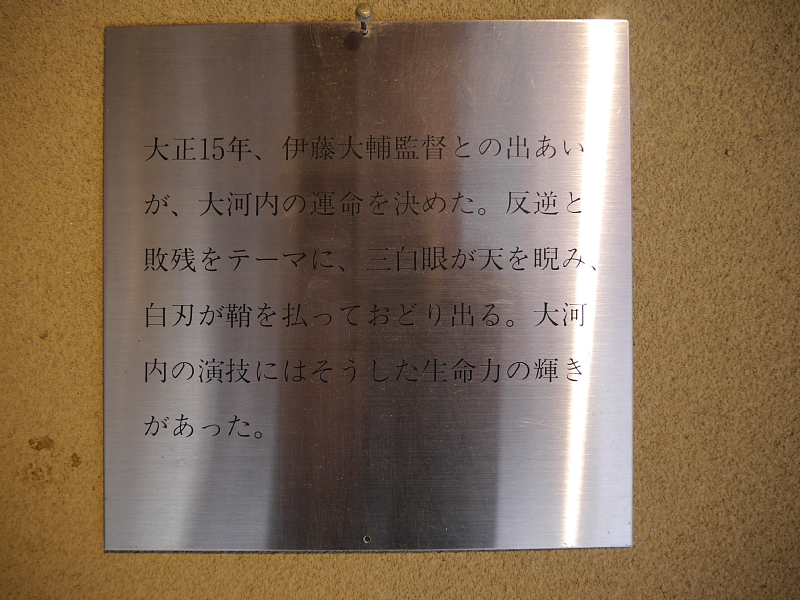 大正15年、伊藤大輔監督との出あい
が、大河内の運命を決めた。反逆と
敗残をテーマに、三白眼が天を睨み、
白刃が鞘を払っておどり出る。大河
内の演技にはそうした生命力の輝き
があった。